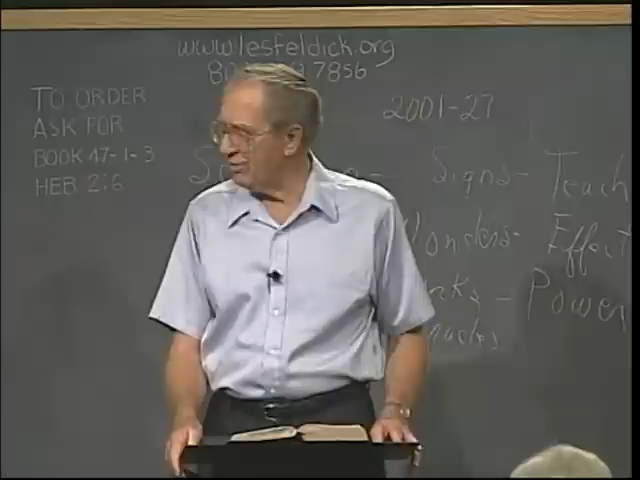 www.lesfeldick.org
7856
TO ORDER
ASK FOR
BOOK 47-1-3
HEB 2:6
2001-27
Signs- Teach
Wonders- Effect
- Power